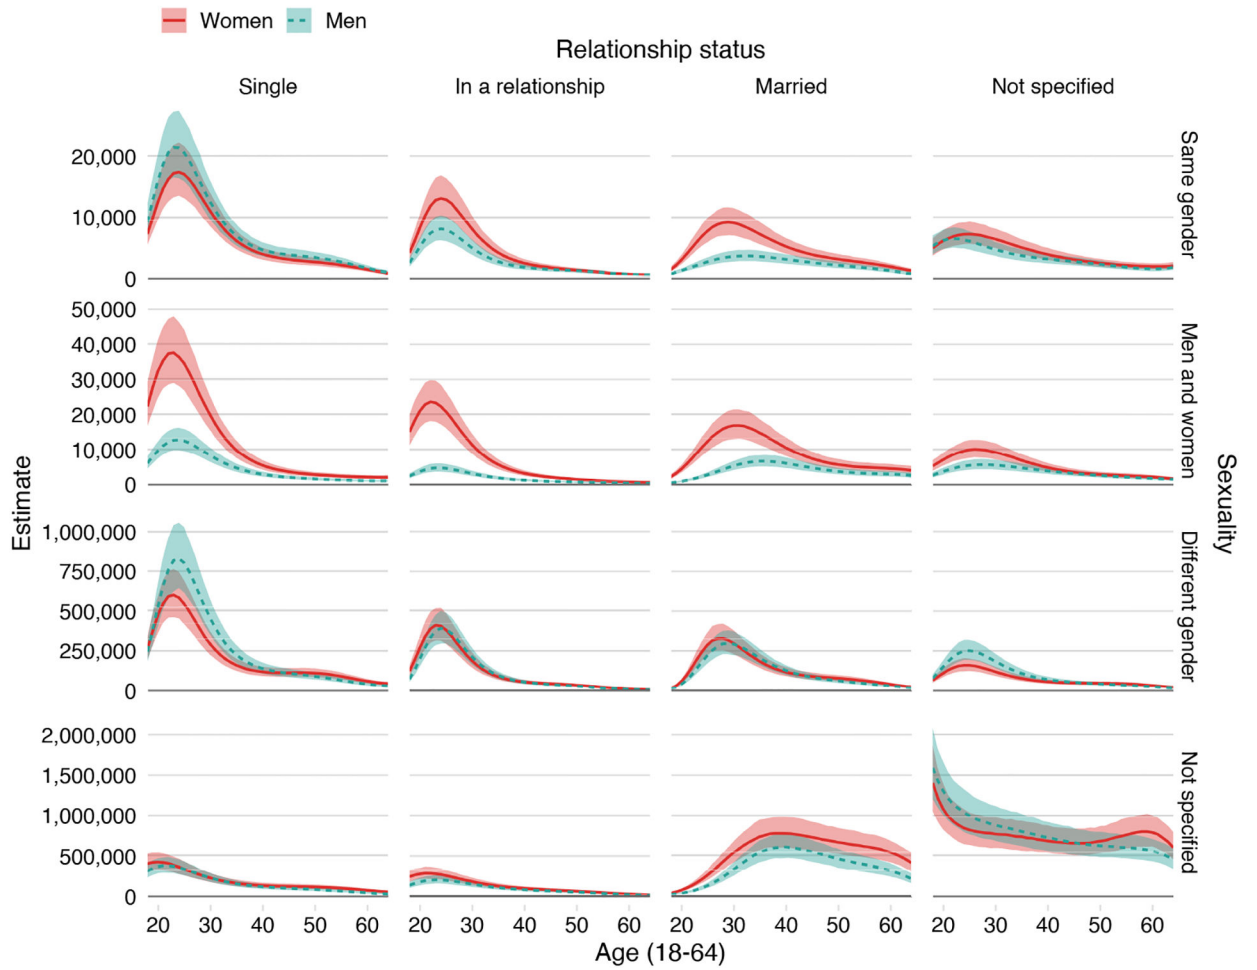 Women Men
Relationship status
Single In a relationship Married Not specified
20,000
10,000
0
Same gender
50,000
40,000
30,000
20,000
10,000
0
Men and women
1,000,000
750,000
500,000
250,000
0
Different gender
2,000,000
1,500,000
1,000,000
500,000
0
Not specified
Estimate
Sexuality
20 30 40 50 60 20 30 40 50 60 20 30 40 50 60 20 30 40 50 60
Age (18-64)